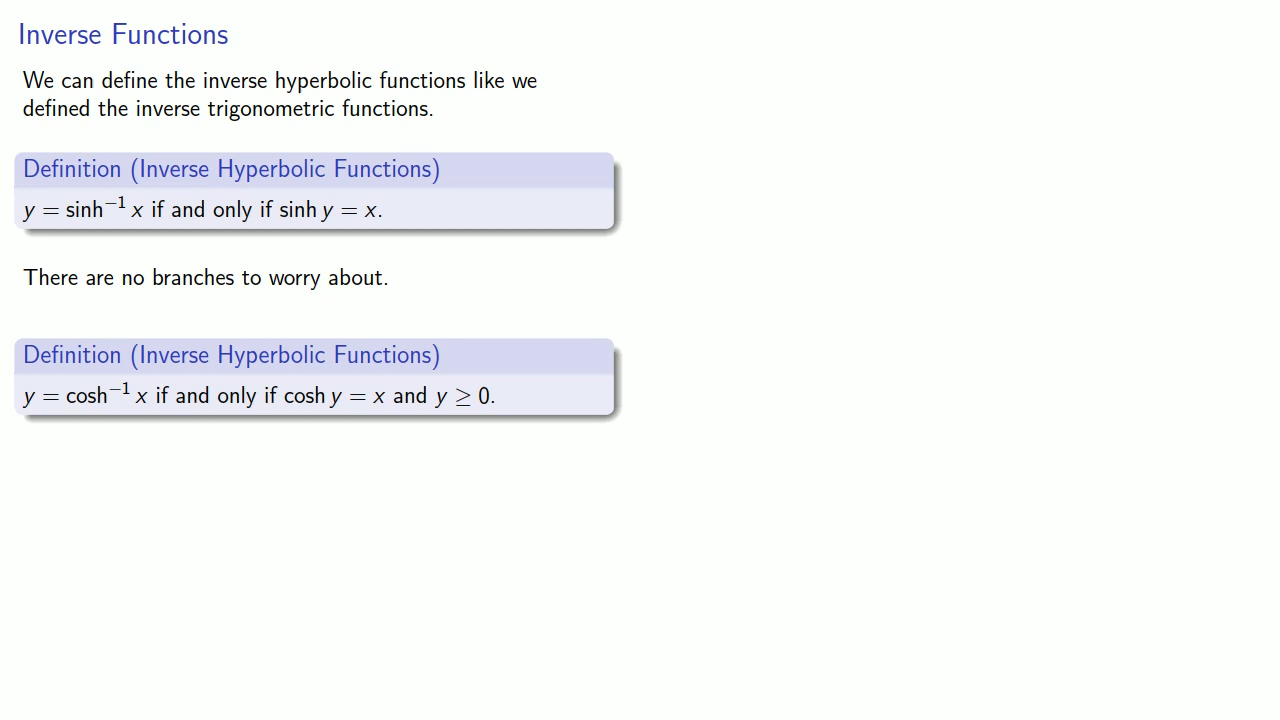 Inverse Functions
We can define the inverse hyperbolic functions like we
defined the inverse trigonometric functions.
Definition (Inverse Hyperbolic Functions)
y = sinh⁻¹ x if and only if sinh y = x.
There are no branches to worry about.
Definition (Inverse Hyperbolic Functions)
y = cosh⁻¹ x if and only if cosh y = x and y ≥ 0.